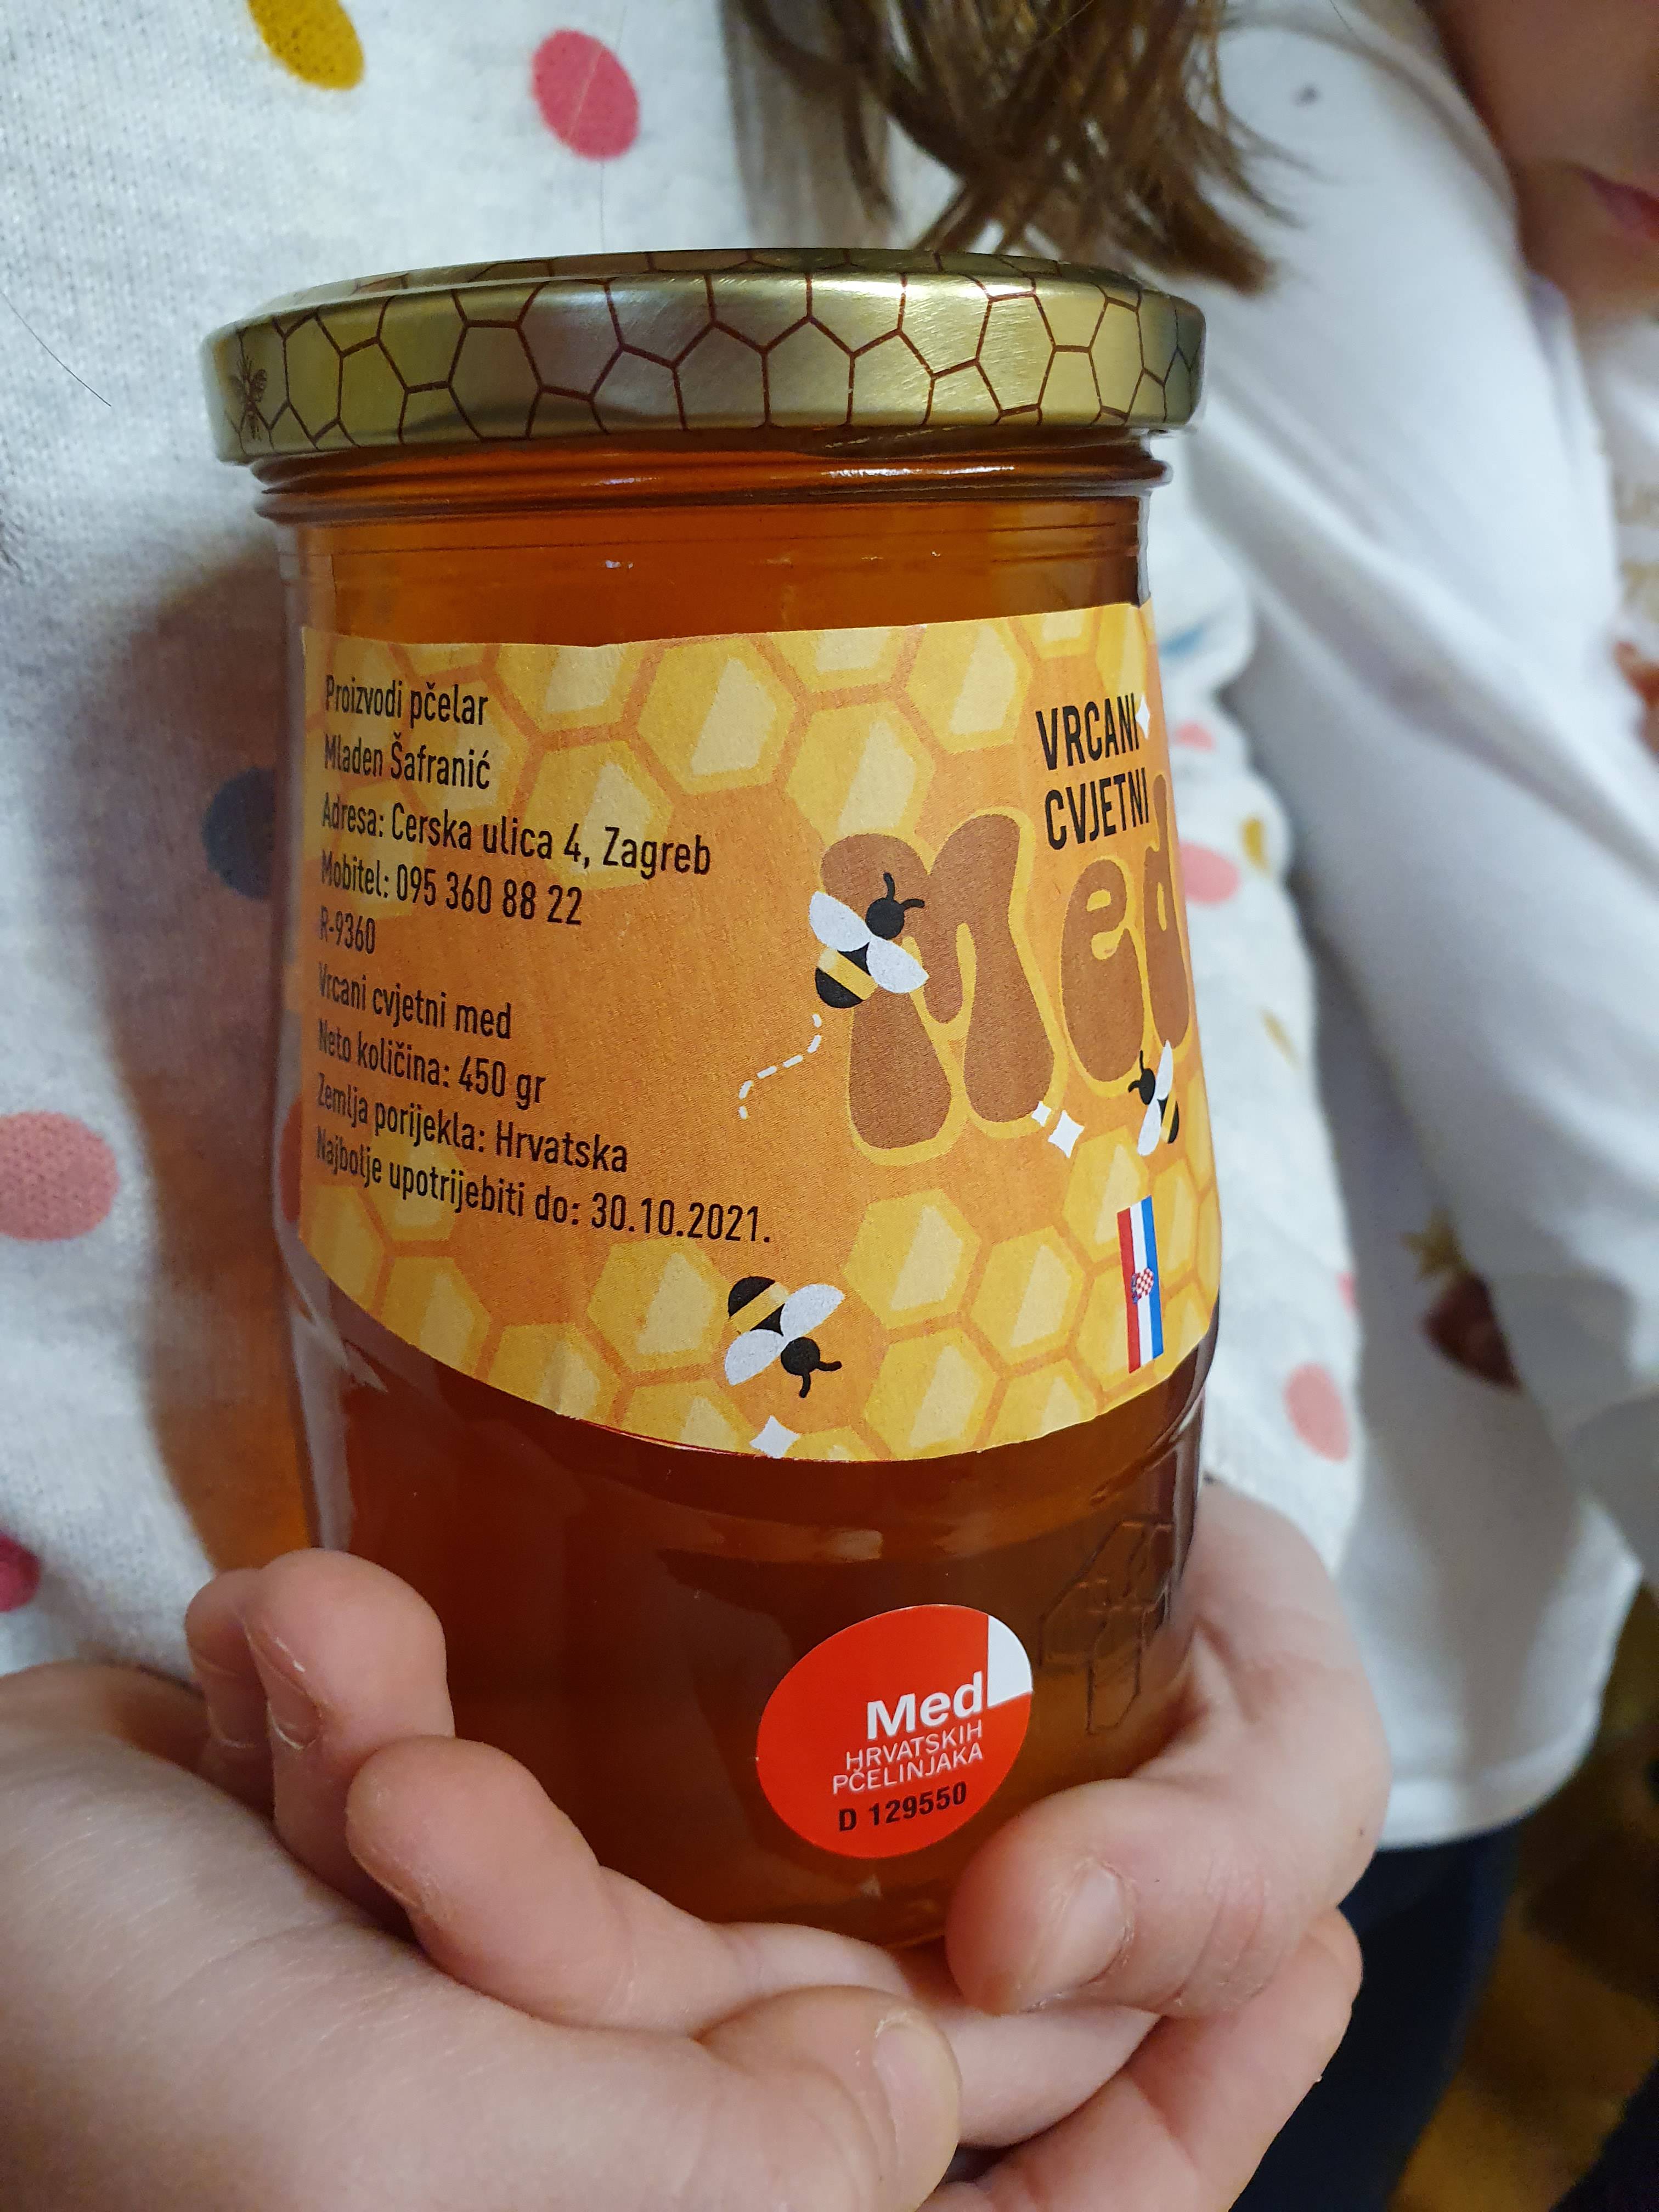 Proizvodi pčelar
Mladen Šafranić
Adresa: Cerska ulica 4, Zagreb
Mobitel: 095 360 88 22
R-9360
Vrcani cvjetni med
Neto količina: 450 gr
Zemlja porijekla: Hrvatska
Najbolje upotrijebiti do: 30.10.2021.
VRCANI
CVJETNI
Med
Med
HRVATSKIH
PČELINJAKA
D 129550